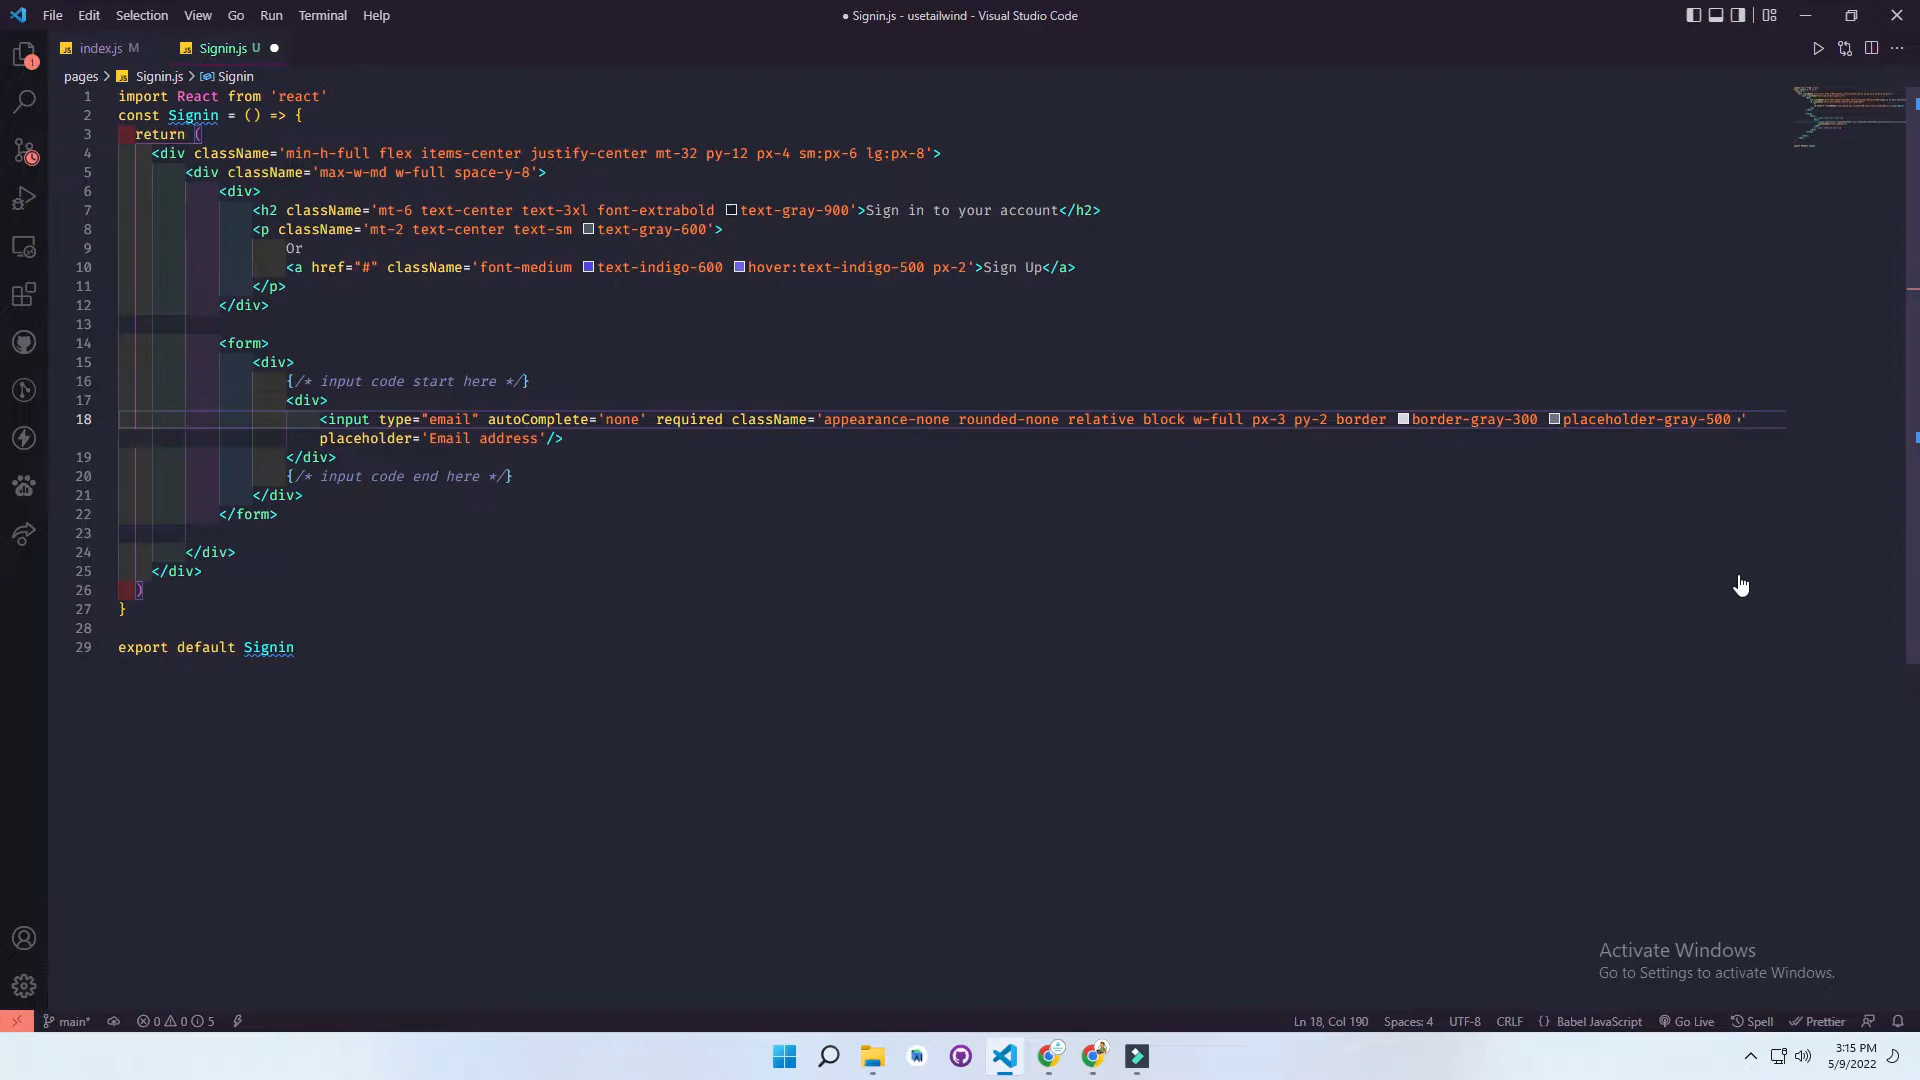 File Edit Selection View Go Run Terminal Help
● Signin.js - usetailwind - Visual Studio Code
JS index.js M
JS Signin.js U
pages > JS Signin.js > Signin
1 import React from 'react'
2 const Signin = () => {
3 return (
4 <div className='min-h-full flex items-center justify-center mt-32 py-12 px-4 sm:px-6 lg:px-8'>
5 <div className='max-w-md w-full space-y-8'>
6 <div>
7 <h2 className='mt-6 text-center text-3xl font-extrabold text-gray-900'>Sign in to your account</h2>
8 <p className='mt-2 text-center text-sm text-gray-600'>
9 Or
10 <a href="#" className='font-medium text-indigo-600 hover:text-indigo-500 px-2'>Sign Up</a>
11 </p>
12 </div>
13
14 <form>
15 <div>
16 {/* input code start here */}
17 <div>
18 <input type="email" autoComplete='none' required className='appearance-none rounded-none relative block w-full px-3 py-2 border border-gray-300 placeholder-gray-500 '
placeholder='Email address'/>
19 </div>
20 {/* input code end here */}
21 </div>
22 </form>
23
24 </div>
25 </div>
26 )
27 }
28
29 export default Signin
1
Activate Windows
Go to Settings to activate Windows.
main* 0 0 5
Ln 18, Col 190 Spaces: 4 UTF-8 CRLF {} Babel JavaScript Go Live Spell Prettier
3:15 PM
5/9/2022